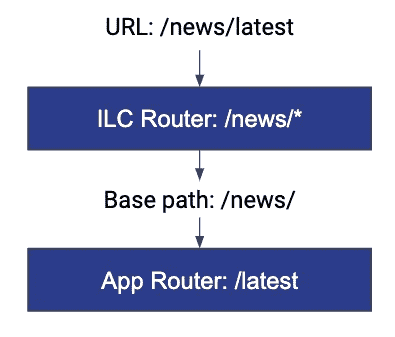 URL: /news/latest
ILC Router: /news/*
Base path: /news/
App Router: /latest